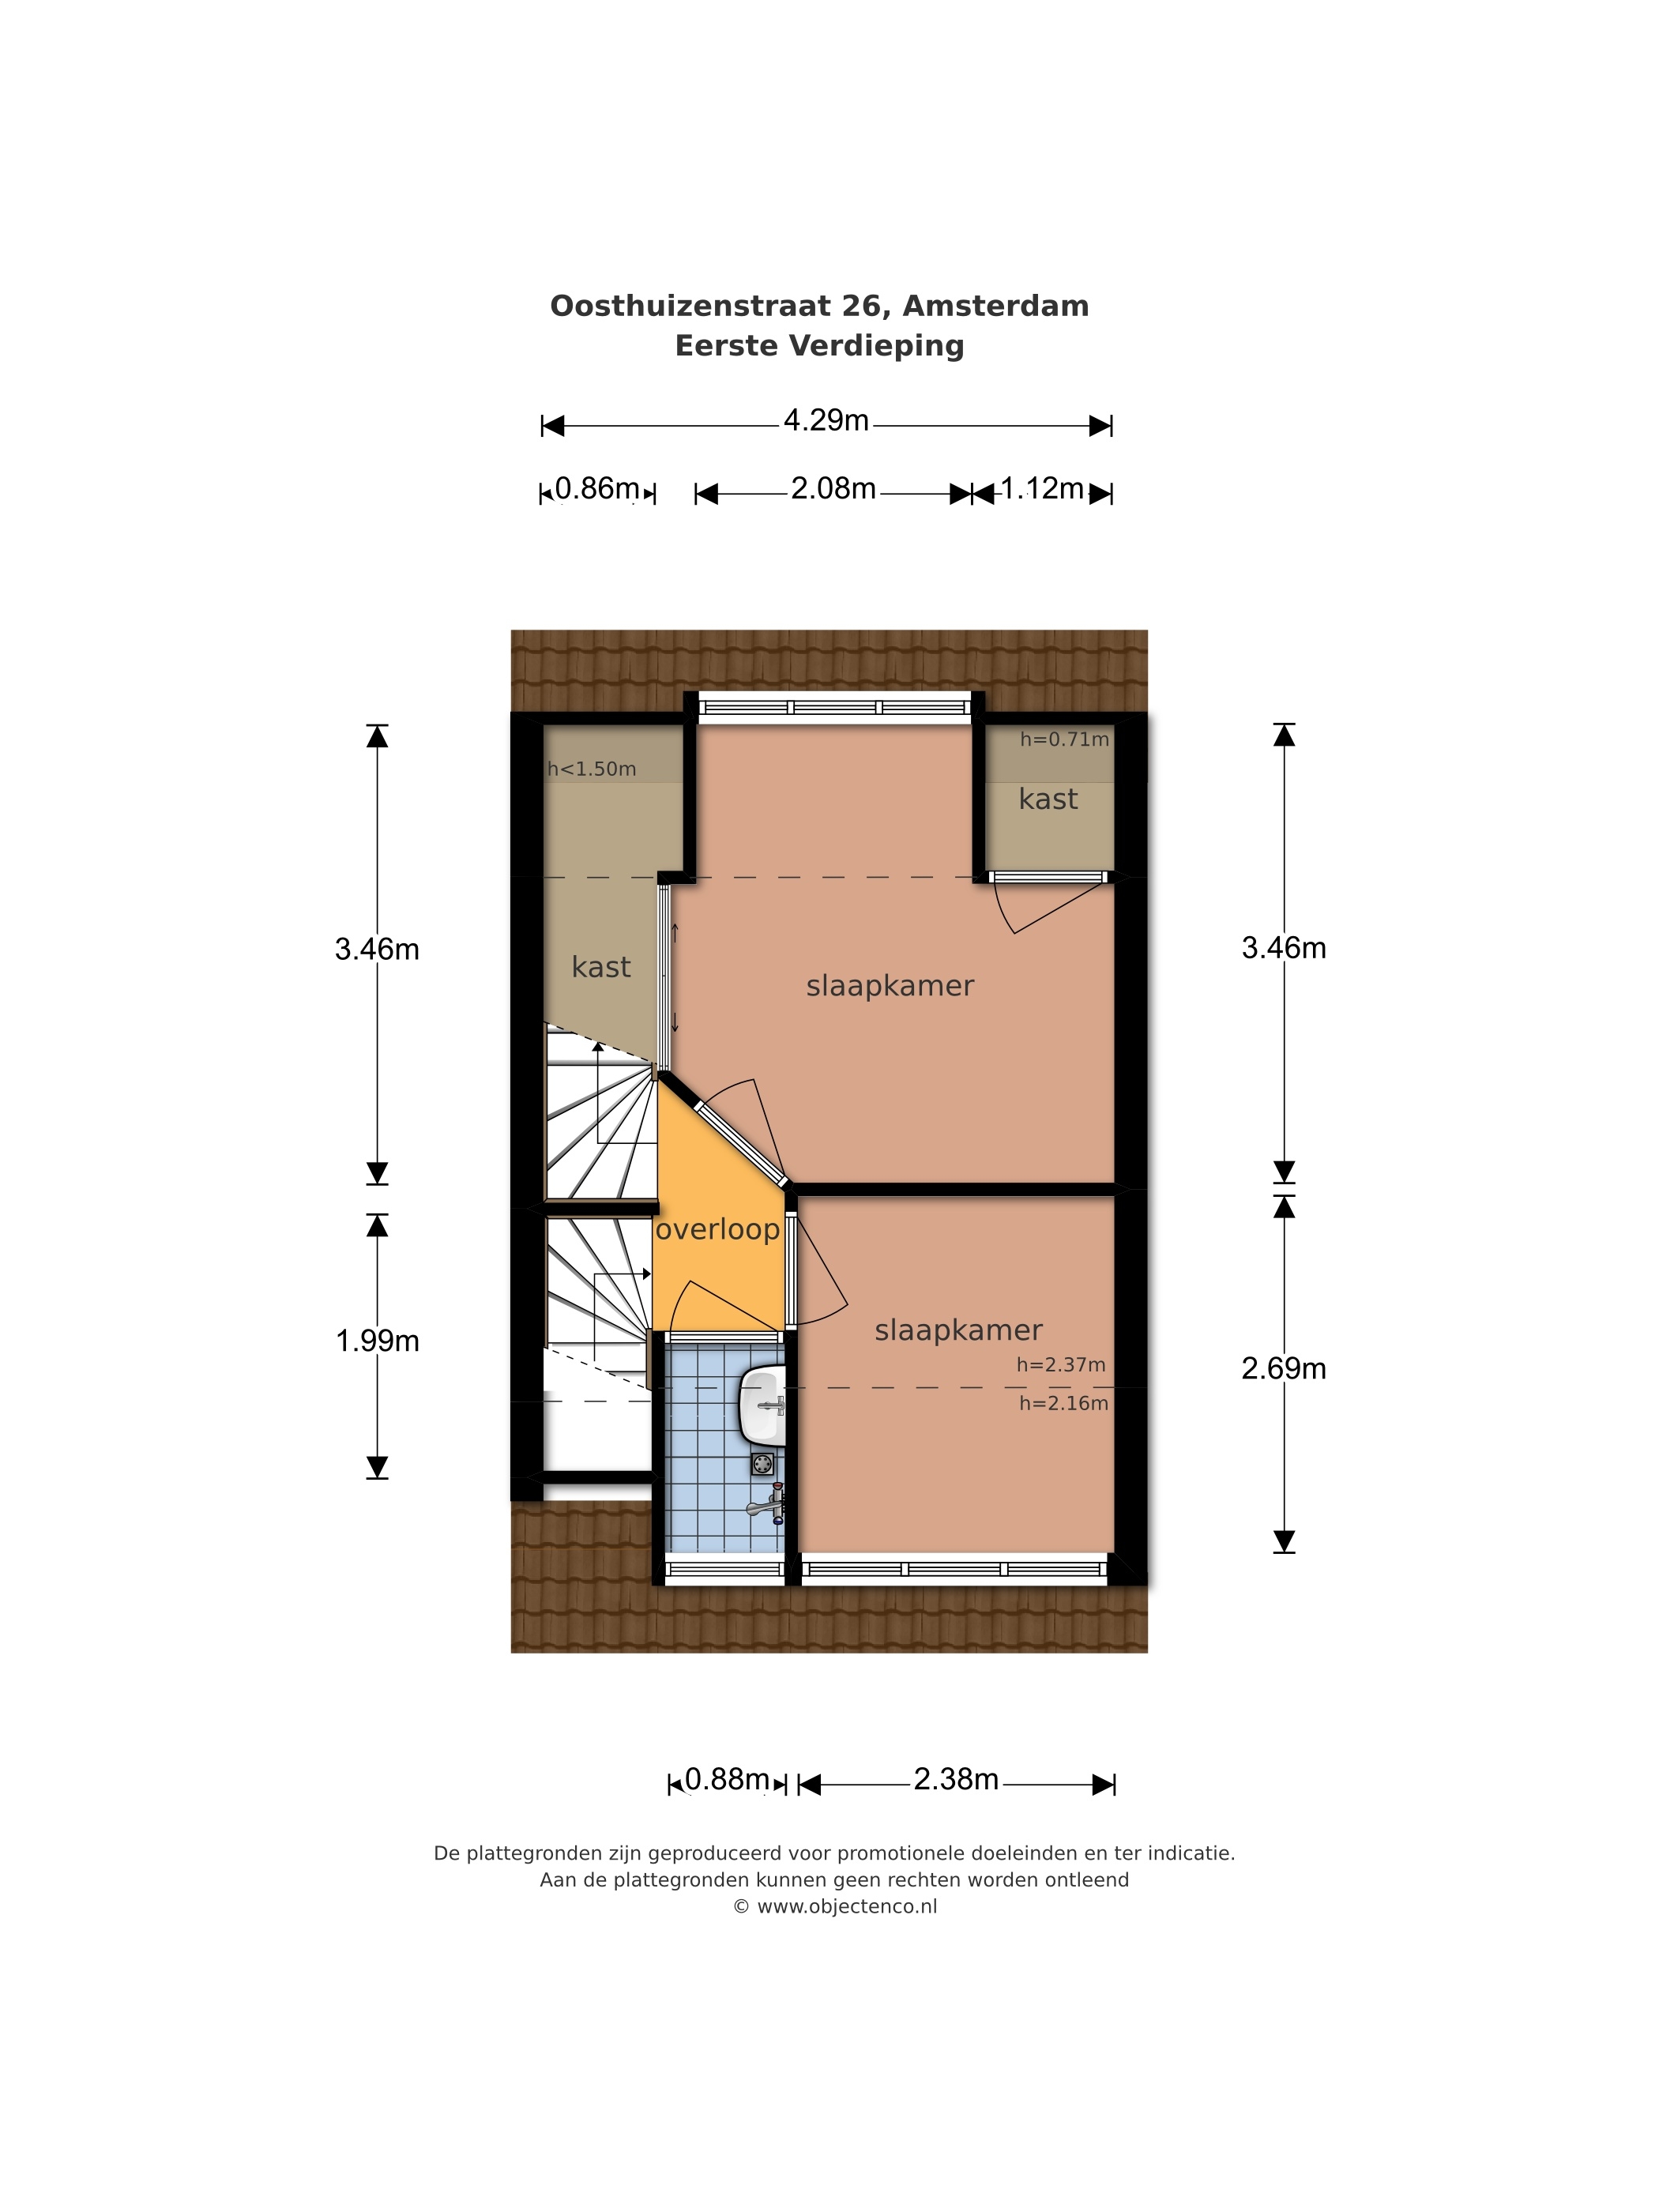 Oosthuizenstraat 26, Amsterdam
Eerste Verdieping
4.29m
0.86m 2.08m 1.12m
h=0.71m
h<1.50m
kast
3.46m
3.46m
kast
slaapkamer
overloop
slaapkamer
1.99m
h=2.37m
2.69m
h=2.16m
0.88m 2.38m
De plattegronden zijn geproduceerd voor promotionele doeleinden en ter indicatie.
Aan de plattegronden kunnen geen rechten worden ontleend
© www.objectenco.nl